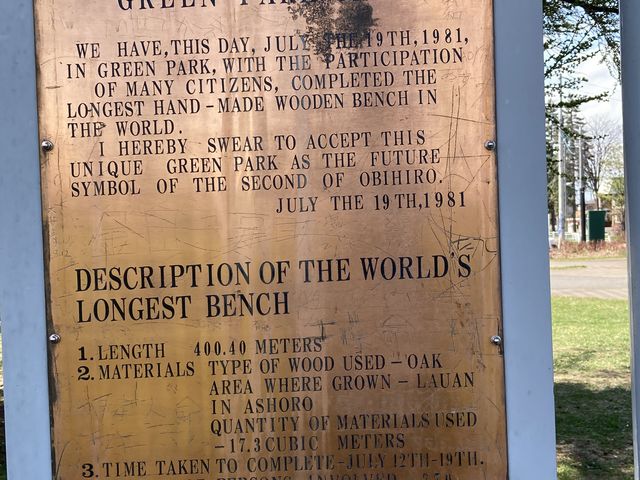 GREEN
WE HAVE, THIS DAY, JULY THE 19TH, 1981,
IN GREEN PARK, WITH THE PARTICIPATION
OF MANY CITIZENS, COMPLETED THE
LONGEST HAND-MADE WOODEN BENCH IN
THE WORLD.
I HEREBY SWEAR TO ACCEPT THIS
UNIQUE GREEN PARK AS THE FUTURE
SYMBOL OF THE SECOND OF OBIHIRO.
JULY THE 19TH, 1981
DESCRIPTION OF THE WORLD'S
LONGEST BENCH
1. LENGTH 400.40 METERS
2. MATERIALS TYPE OF WOOD USED - OAK
AREA WHERE GROWN - LAUAN
IN ASHORO
QUANTITY OF MATERIALS USED
- 17.3 CUBIC METERS
3. TIME TAKEN TO COMPLETE - JULY 12TH-19TH.
PERSONS INVOLVED